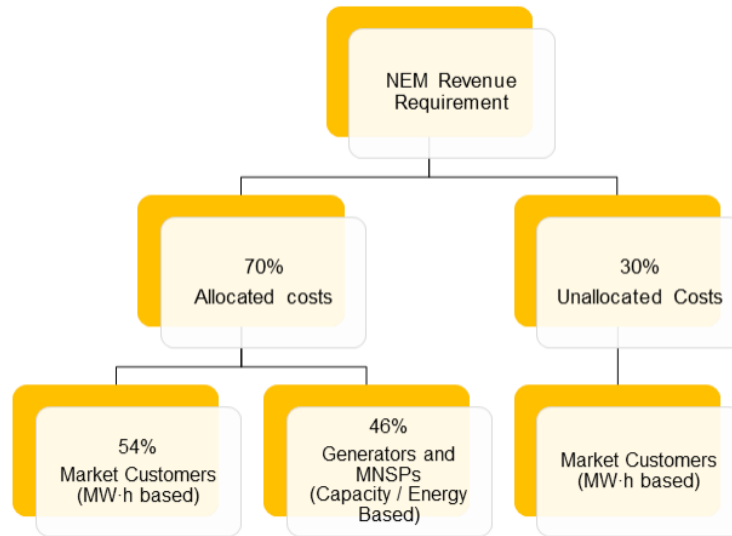 NEM Revenue
Requirement
70%
Allocated costs
30%
Unallocated Costs
54%
Market Customers
(MW·h based)
46%
Generators and
MNSPs
(Capacity / Energy
Based)
Market Customers
(MW·h based)